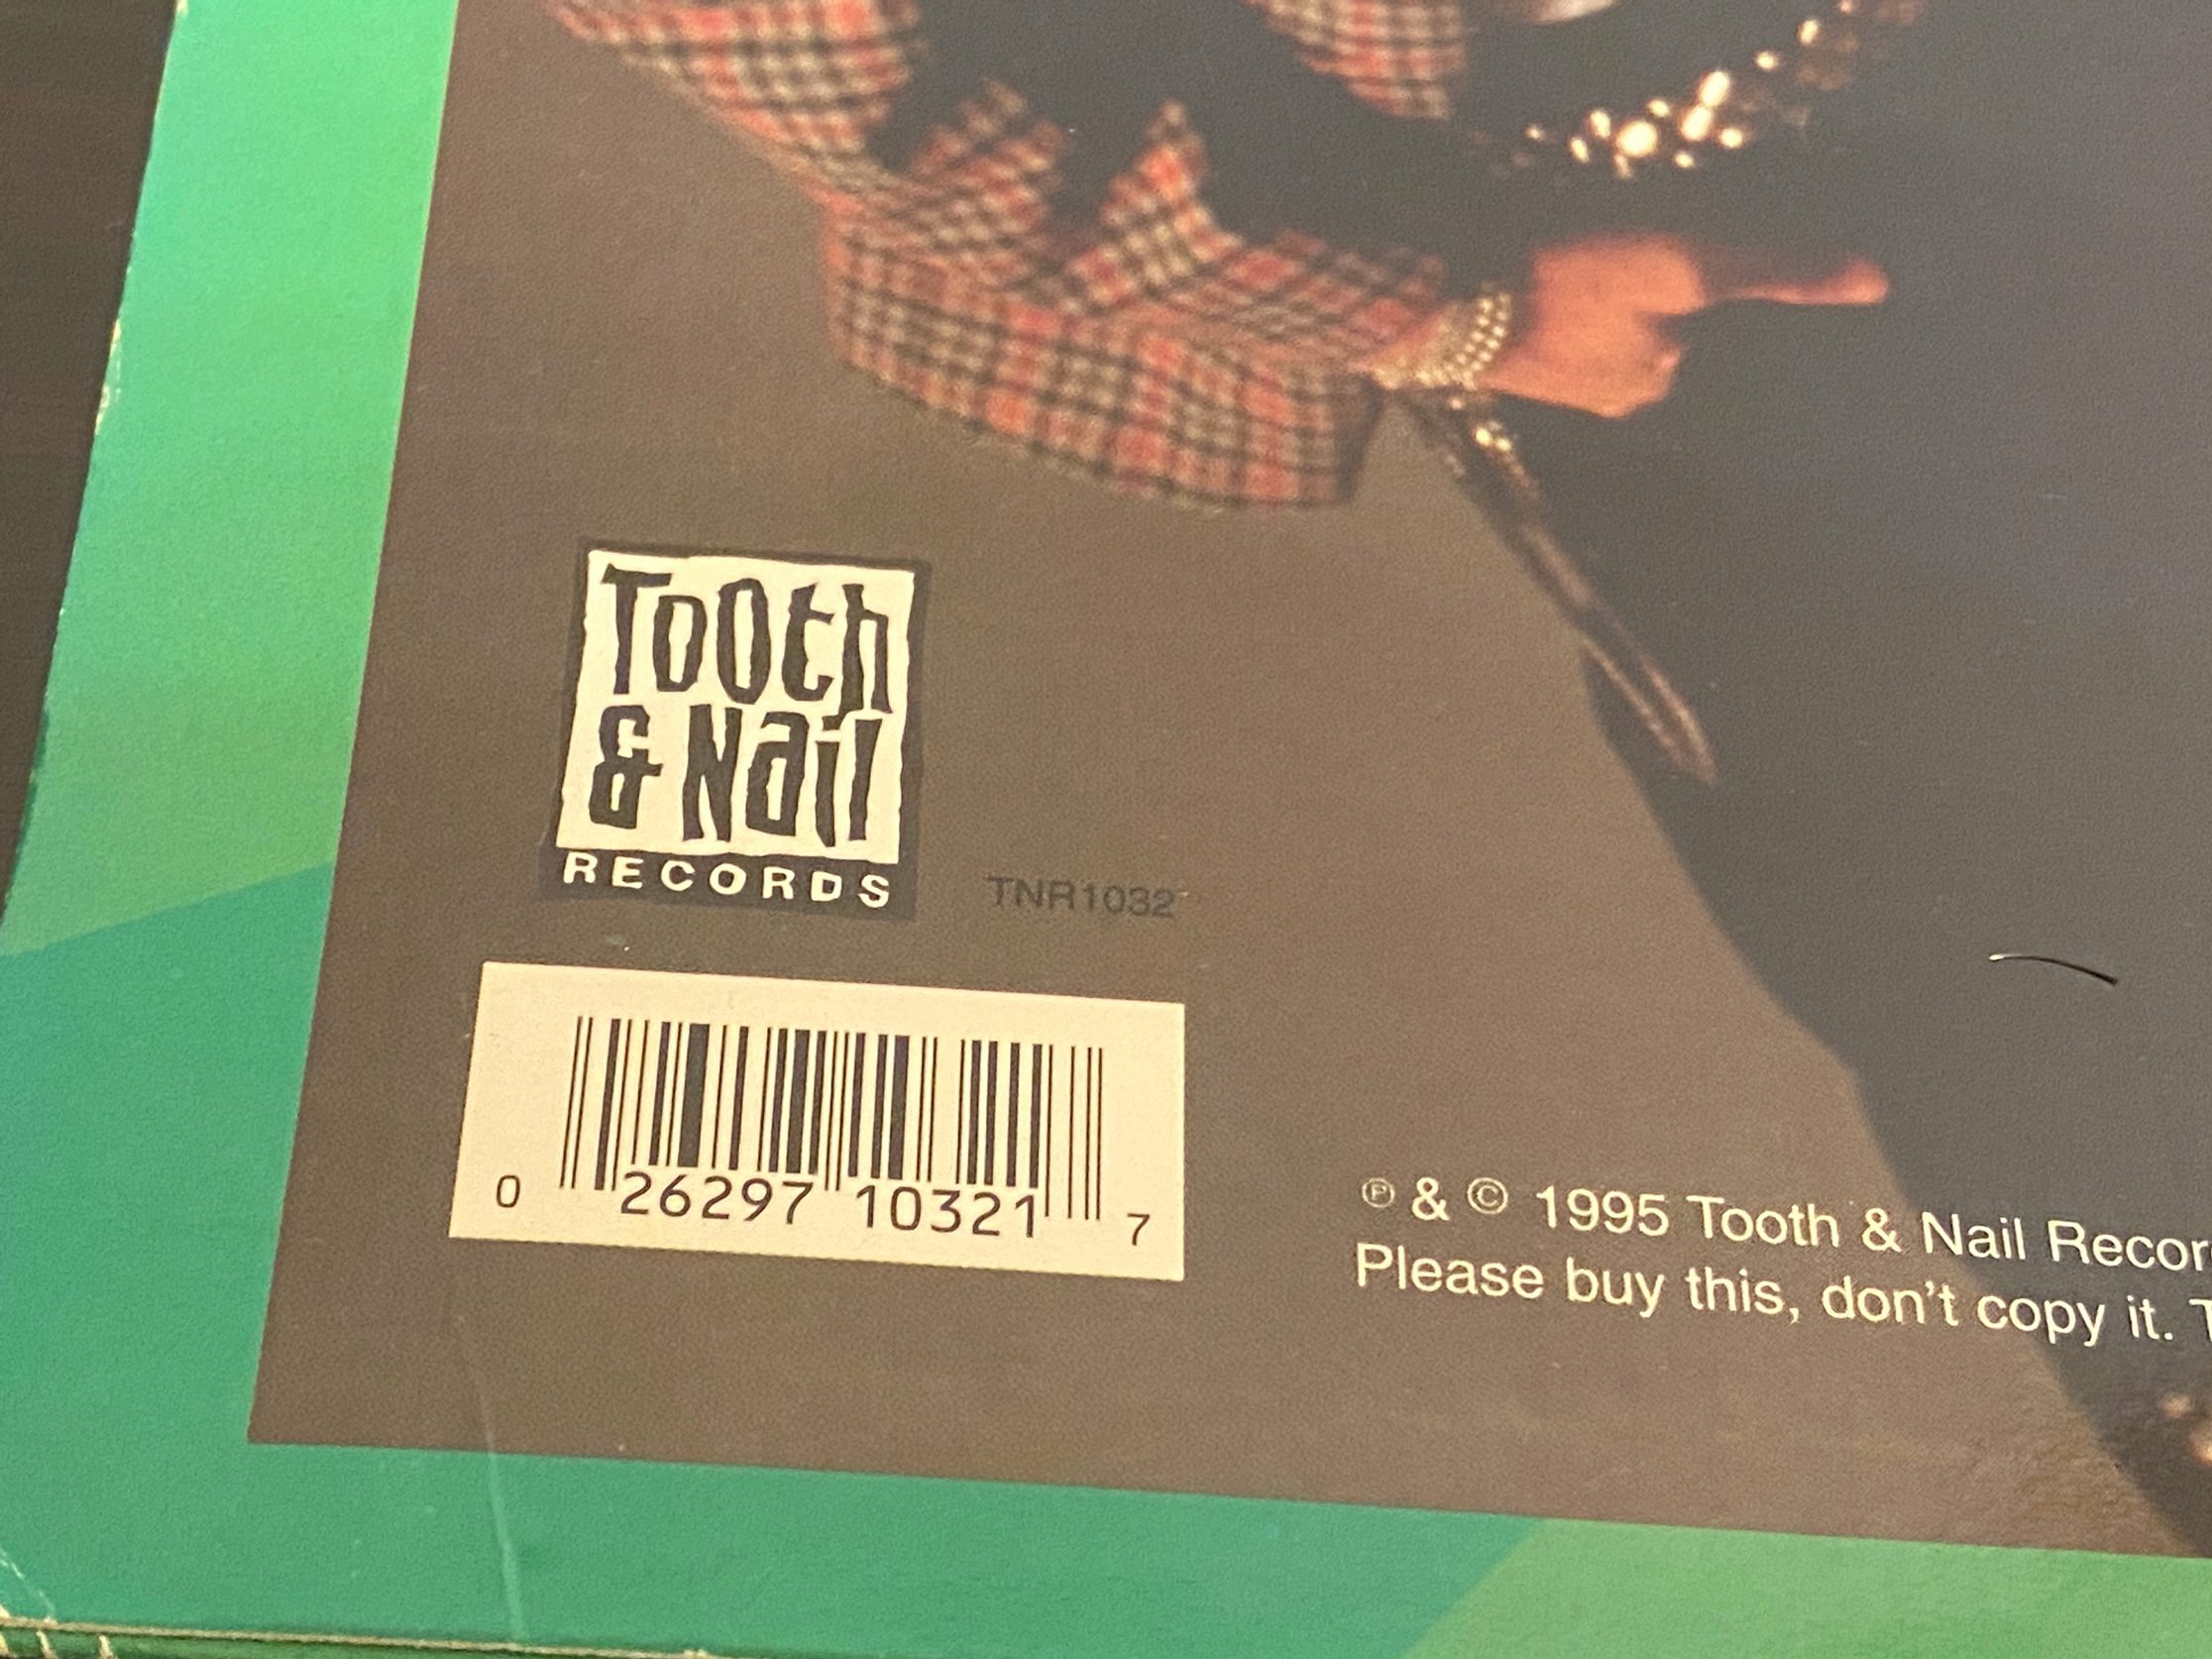 Tooth
& Nail
RECORDS
TNR1032
0 26297 10321 7
℗ & © 1995 Tooth & Nail
Please buy this, don't copy it.